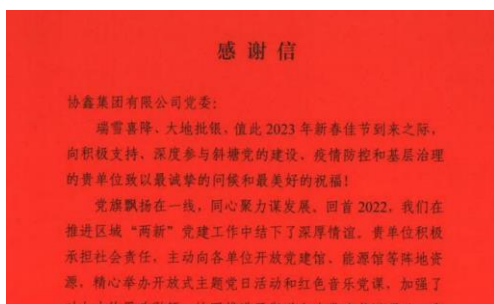 感谢信
协鑫集团有限公司党委:
瑞雪喜降、大地批银，值此 2023 年新春佳节到来之际，
向积极支持、深度参与斜塘党的建设、疫情防控和基层治理
的贵单位致以最诚挚的问候和最美好的祝福！
党旗飘扬在一线，同心聚力谋发展。回首 2022，我们在
推进区域“两新”党建工作中结下了深厚情谊。贵单位积极
承担社会责任，主动向各单位开放党建馆、能源馆等阵地资
源，精心举办开放式主题党日活动和红色音乐党课，加强了